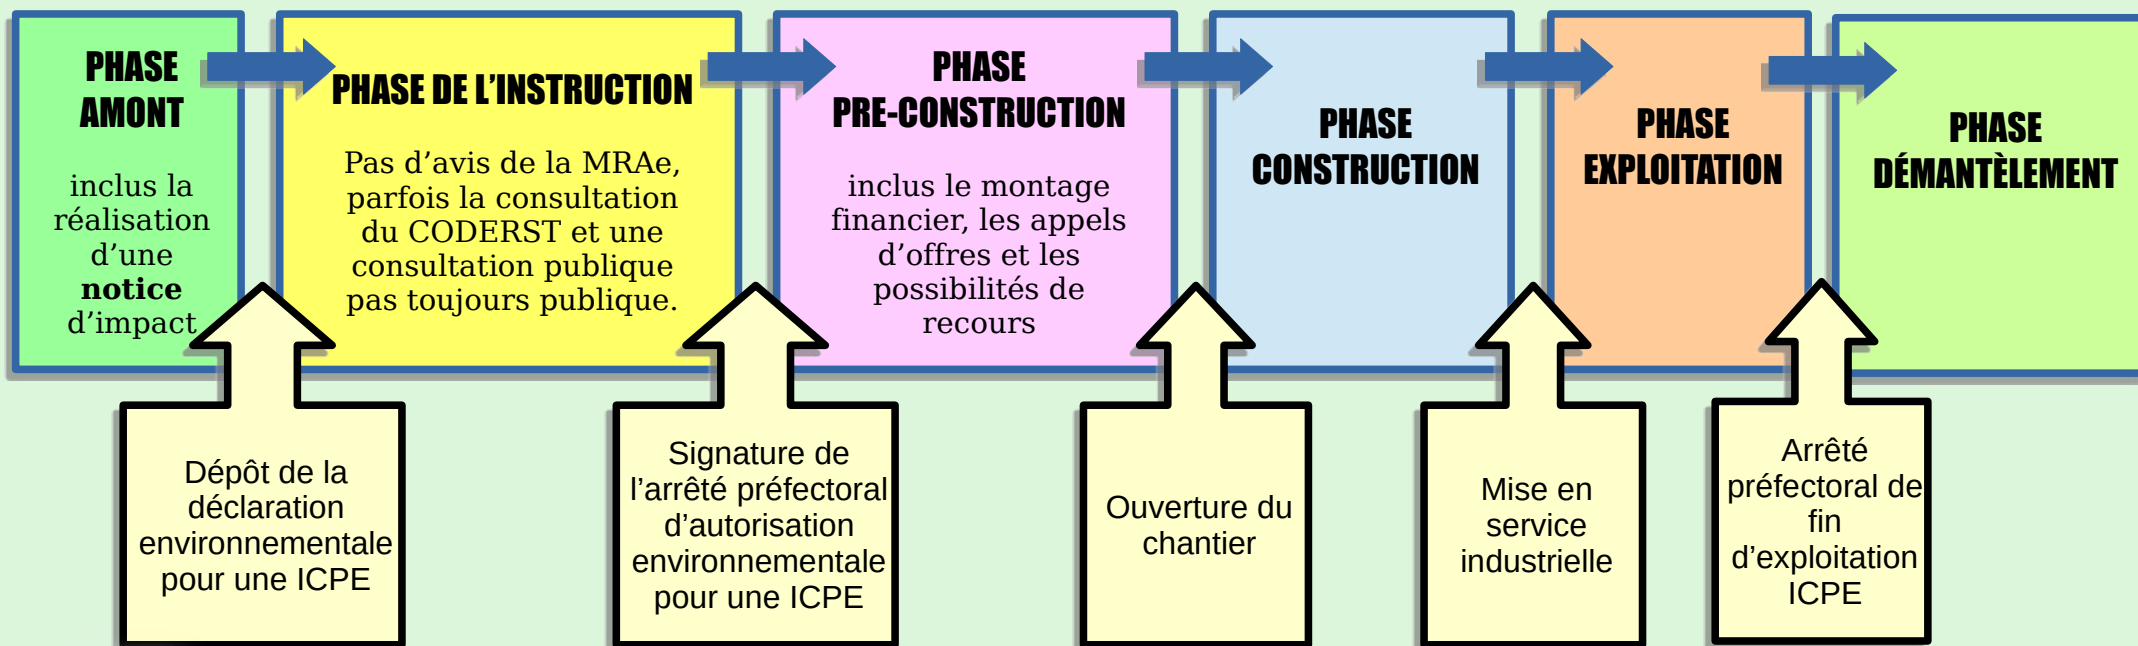 PHASE
AMONT
inclus la
réalisation
d’une
notice
d’impact
PHASE DE L’INSTRUCTION
Pas d’avis de la MRAe,
parfois la consultation
du CODERST et une
consultation publique
pas toujours publique.
PHASE
PRE-CONSTRUCTION
inclus le montage
financier, les appels
d’offres et les
possibilités de
recours
PHASE
CONSTRUCTION
PHASE
EXPLOITATION
PHASE
DÉMANTÈLEMENT
Dépôt de la
déclaration
environnementale
pour une ICPE
Signature de
l’arrêté préfectoral
d’autorisation
environnementale
pour une ICPE
Ouverture du
chantier
Mise en
service
industrielle
Arrêté
préfectoral de
fin
d’exploitation
ICPE